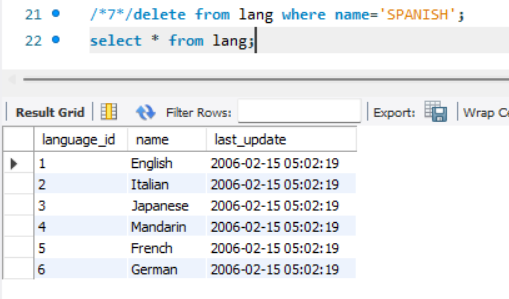 21 /*7*/delete from lang where name='SPANISH';
22 select * from lang;
Result Grid Filter Rows: Export: Wrap Ce
language_id name last_update
1 English 2006-02-15 05:02:19
2 Italian 2006-02-15 05:02:19
3 Japanese 2006-02-15 05:02:19
4 Mandarin 2006-02-15 05:02:19
5 French 2006-02-15 05:02:19
6 German 2006-02-15 05:02:19